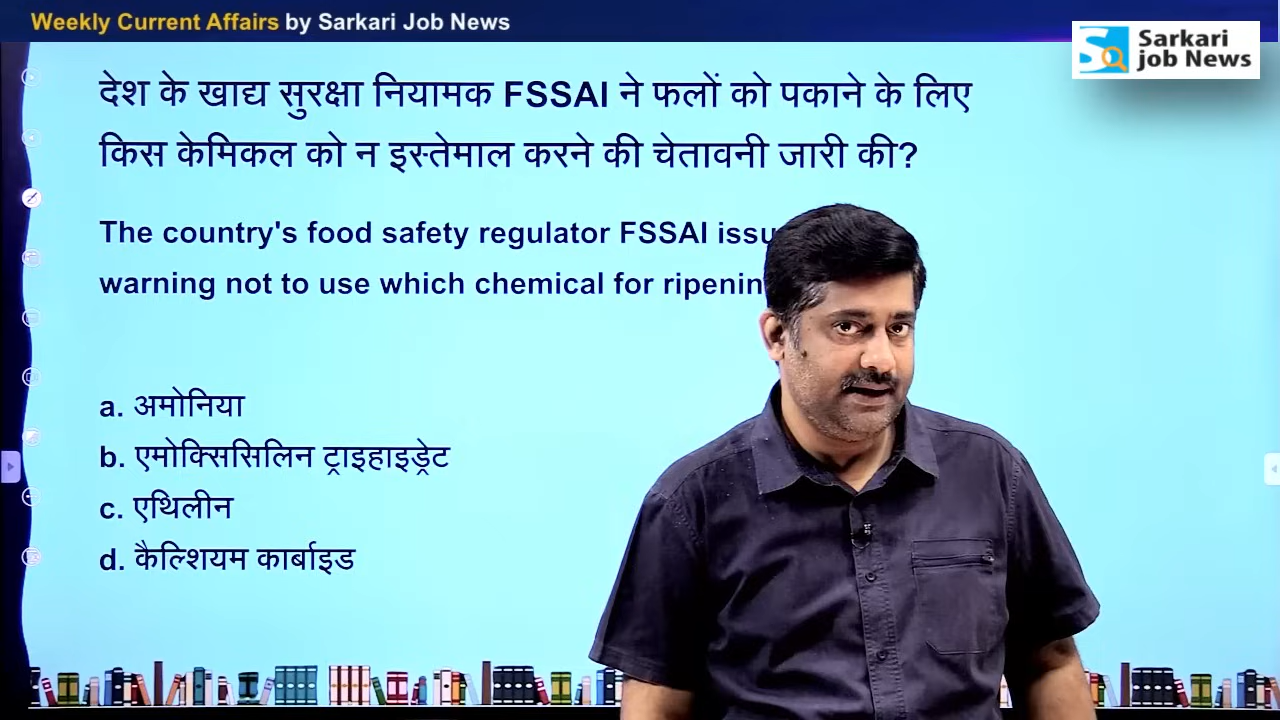 Weekly Current Affairs by Sarkari Job News
Sarkari
Job News
देश के खाद्य सुरक्षा नियामक FSSAI ने फलों को पकाने के लिए
किस केमिकल को न इस्तेमाल करने की चेतावनी जारी की?
The country's food safety regulator FSSAI
warning not to use which chemical for
a. अमोनिया
b. एमोक्सिसिलिन ट्राइहाइड्रेट
c. एथिलीन
d. कैल्शियम कार्बाइड